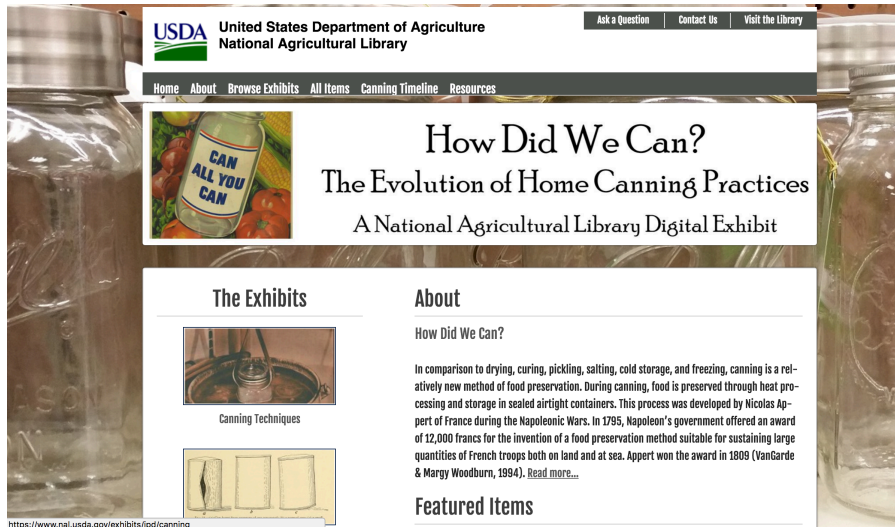 USDA
United States Department of Agriculture
National Agricultural Library
Ask a Question
Contact Us
Visit the Library
Home About Browse Exhibits All Items Canning Timeline Resources
CAN
ALL YOU
CAN
How Did We Can?
The Evolution of Home Canning Practices
A National Agricultural Library Digital Exhibit
The Exhibits
Canning Techniques
About
How Did We Can?
In comparison to drying, curing, pickling, salting, cold storage, and freezing, canning is a rel-
atively new method of food preservation. During canning, food is preserved through heat pro-
cessing and storage in sealed airtight containers. This process was developed by Nicolas Ap-
pert of France during the Napoleonic Wars. In 1795, Napoleon's government offered an award
of 12,000 francs for the invention of a food preservation method suitable for sustaining large
quantities of French troops both on land and at sea. Appert won the award in 1809 (VanGarde
& Margy Woodburn, 1994). Read more...
Featured Items
https://www.nal.usda.gov/exhibits/ipd/canning